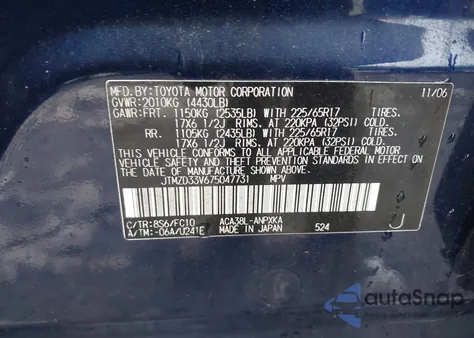 MFD.BY:TOYOTA MOTOR CORPORATION 11/06
GVWR:2010KG (4430LB)
GAWR:FRT. 1150KG (2535LB) WITH 225/65R17 TIRES.
17X6 1/2J RIMS, AT 220KPA (32PSI) COLD.
RR. 1105KG (2435LB) WITH 225/65R17 TIRES.
17X6 1/2J RIMS, AT 220KPA (32PSI) COLD.
THIS VEHICLE CONFORMS TO ALL APPLICABLE FEDERAL MOTOR
VEHICLE SAFETY AND THEFT PREVENTION STANDARDS IN
EFFECT ON THE DATE OF MANUFACTURE SHOWN ABOVE.
JTMZD33V675047731 MPV
C/TR:8S6/FC10 ACA38L-ANPXKA J
A/TM:-06A/U241E MADE IN JAPAN 524
autoSnap